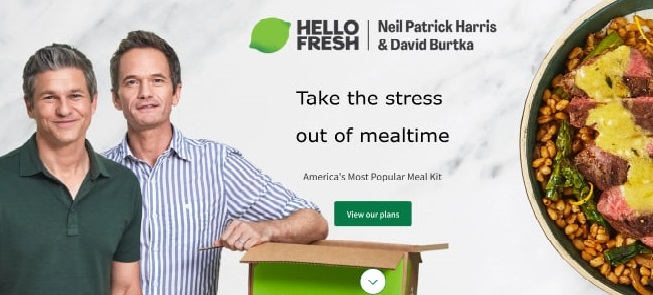 HELLO
FRESH
Neil Patrick Harris
& David Burtka
Take the stress
out of mealtime
America's Most Popular Meal Kit
View our plans